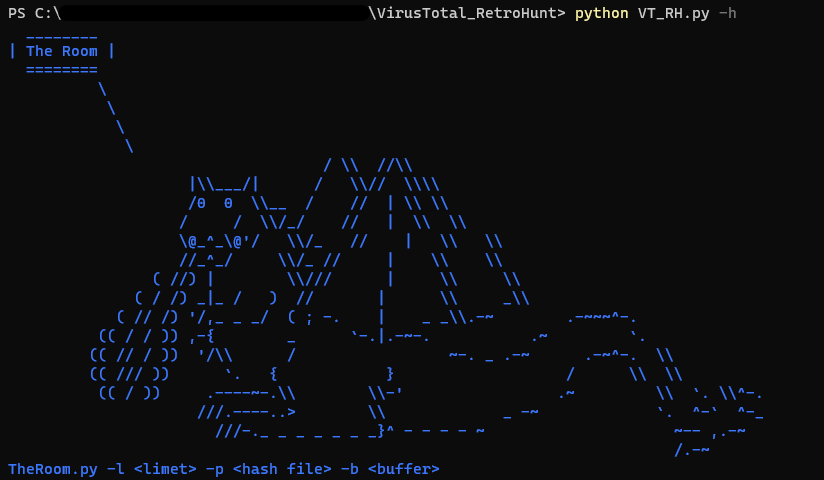 PS C:\ \VirusTotal_RetroHunt> python VT_RH.py -h
| The Room |
TheRoom.py -l <limet> -p <hash file> -b <buffer>